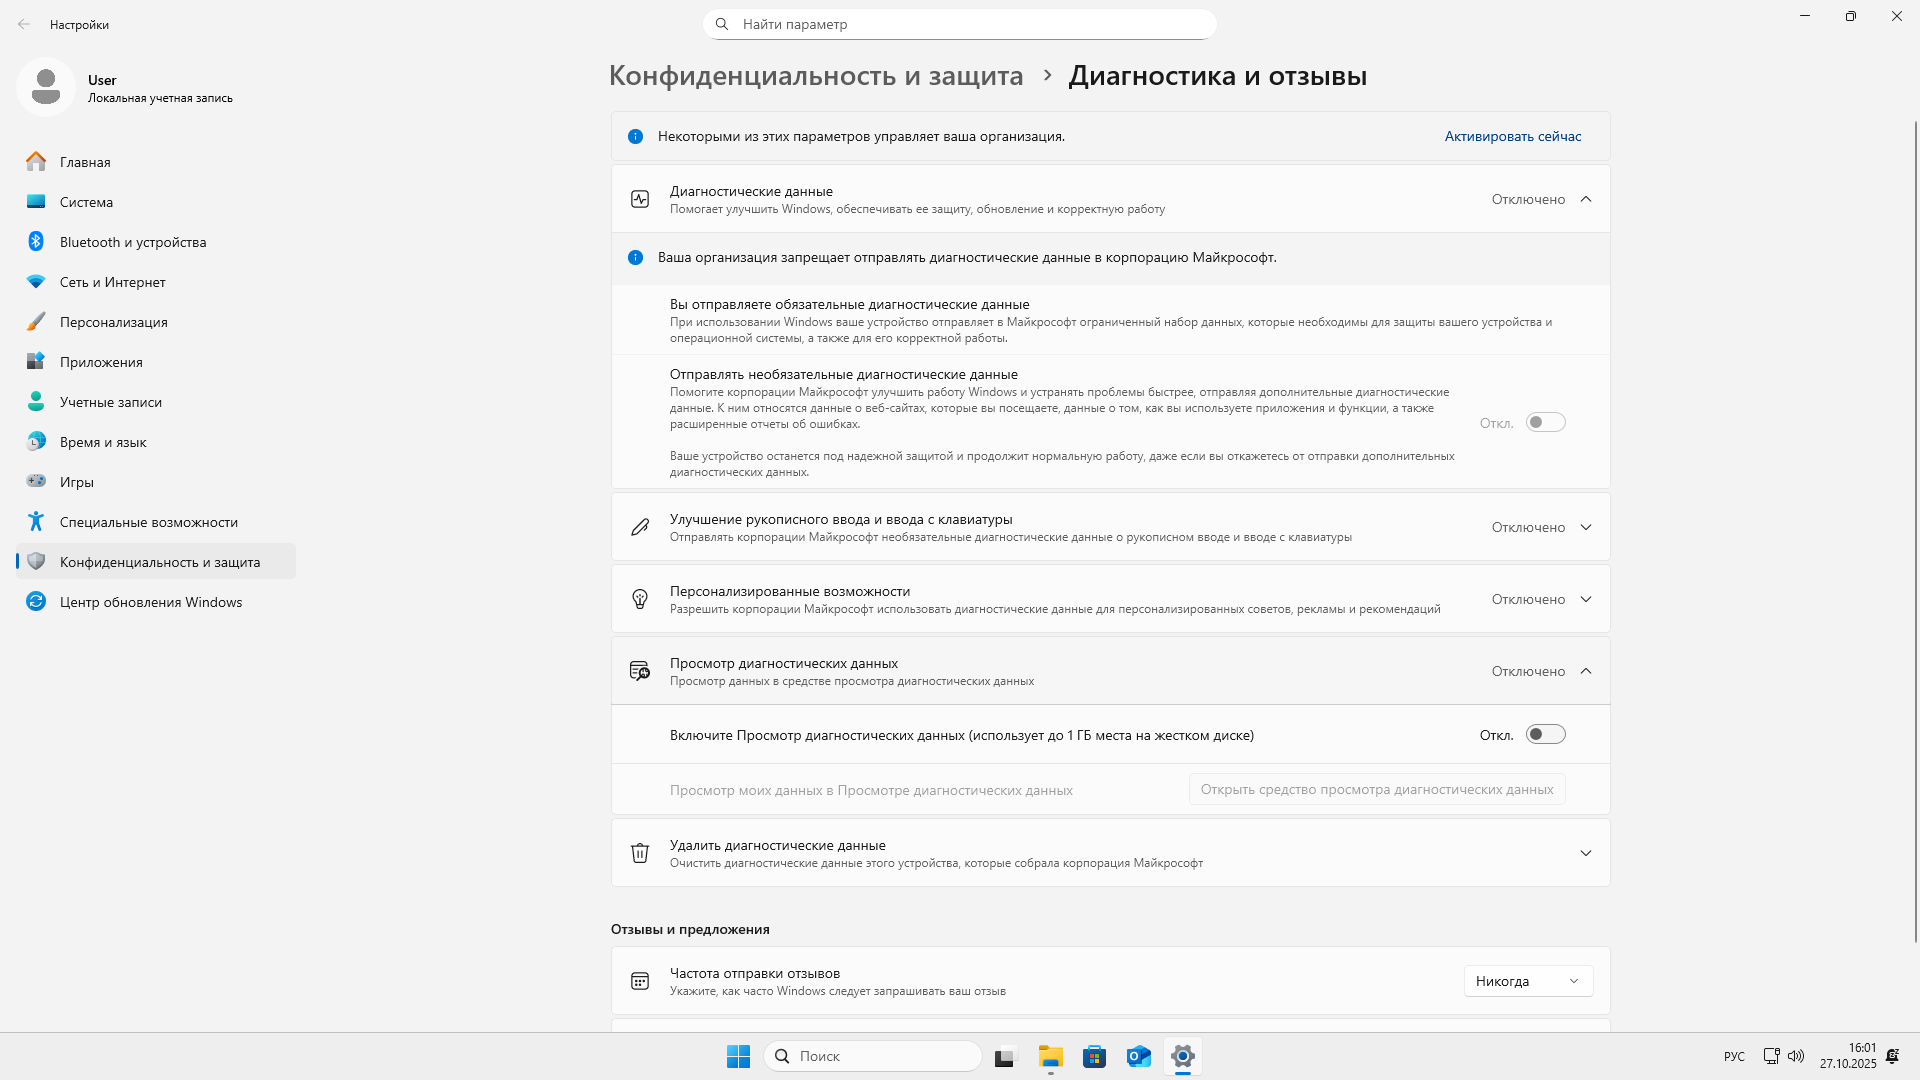 Настройки
Найти параметр
User
Локальная учетная запись
Главная
Система
Bluetooth и устройства
Сеть и Интернет
Персонализация
Приложения
Учетные записи
Время и язык
Игры
Специальные возможности
Конфиденциальность и защита
Центр обновления Windows
Конфиденциальность и защита › Диагностика и отзывы
Некоторыми из этих параметров управляет ваша организация.
Активировать сейчас
Диагностические данные
Помогает улучшить Windows, обеспечивать ее защиту, обновление и корректную работу
Отключено
Ваша организация запрещает отправлять диагностические данные в корпорацию Майкрософт.
Вы отправляете обязательные диагностические данные
При использовании Windows ваше устройство отправляет в Майкрософт ограниченный набор данных, которые необходимы для защиты вашего устройства и
операционной системы, а также для его корректной работы.
Отправлять необязательные диагностические данные
Помогите корпорации Майкрософт улучшить работу Windows и устранять проблемы быстрее, отправляя дополнительные диагностические
данные. К ним относятся данные о веб-сайтах, которые вы посещаете, данные о том, как вы используете приложения и функции, а также
расширенные отчеты об ошибках.
Откл.
Ваше устройство останется под надежной защитой и продолжит нормальную работу, даже если вы откажетесь от отправки дополнительных
диагностических данных.
Улучшение рукописного ввода и ввода с клавиатуры
Отправлять корпорации Майкрософт необязательные диагностические данные о рукописном вводе и вводе с клавиатуры
Отключено
Персонализированные возможности
Разрешить корпорации Майкрософт использовать диагностические данные для персонализированных советов, рекламы и рекомендаций
Отключено
Просмотр диагностических данных
Просмотр данных в средстве просмотра диагностических данных
Отключено
Включите Просмотр диагностических данных (использует до 1 ГБ места на жестком диске)
Откл.
Просмотр моих данных в Просмотре диагностических данных
Открыть средство просмотра диагностических данных
Удалить диагностические данные
Очистить диагностические данные этого устройства, которые собрала корпорация Майкрософт
Отзывы и предложения
Частота отправки отзывов
Укажите, как часто Windows следует запрашивать ваш отзыв
Никогда
Поиск
РУС
16:01
27.10.2025